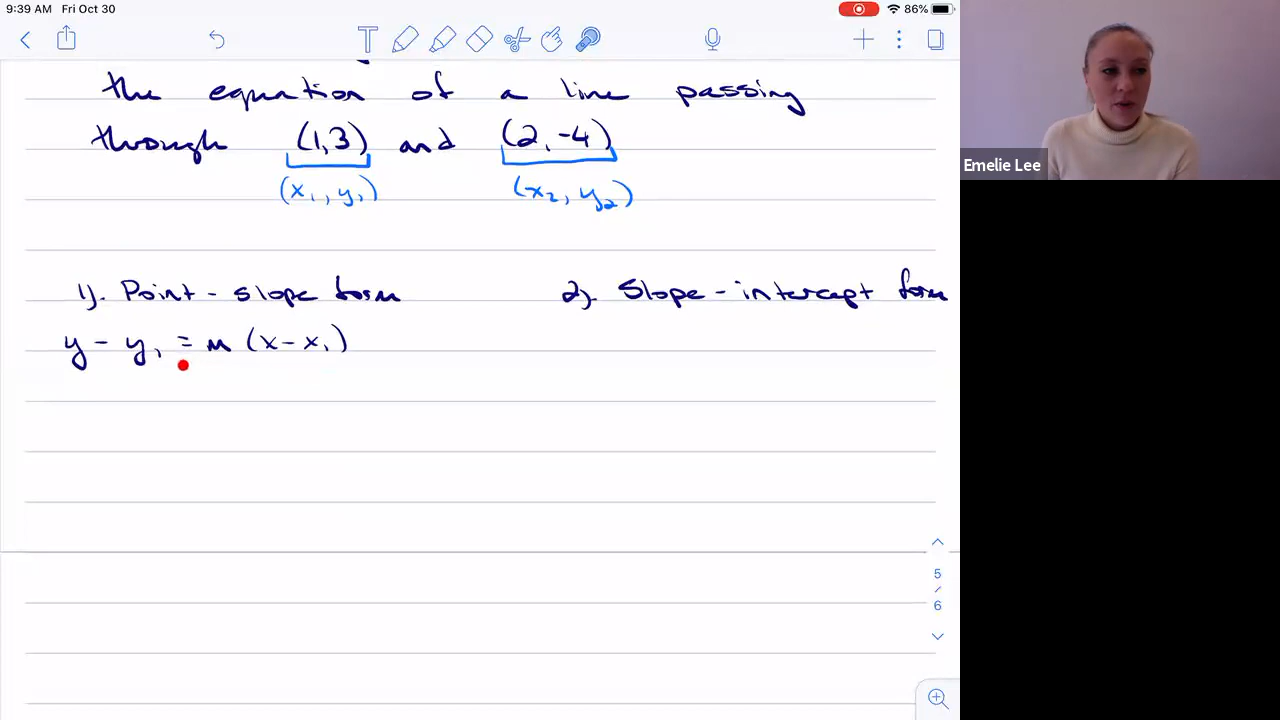 9:39 AM Fri Oct 30
86%
the equation of a line passing
through (1,3) and (2,-4)
(x₁, y₁) (x₂, y₂)
Emelie Lee
1). Point - slope form
2). Slope - intercept form
y - y₁ = m (x - x₁)
5
/
6